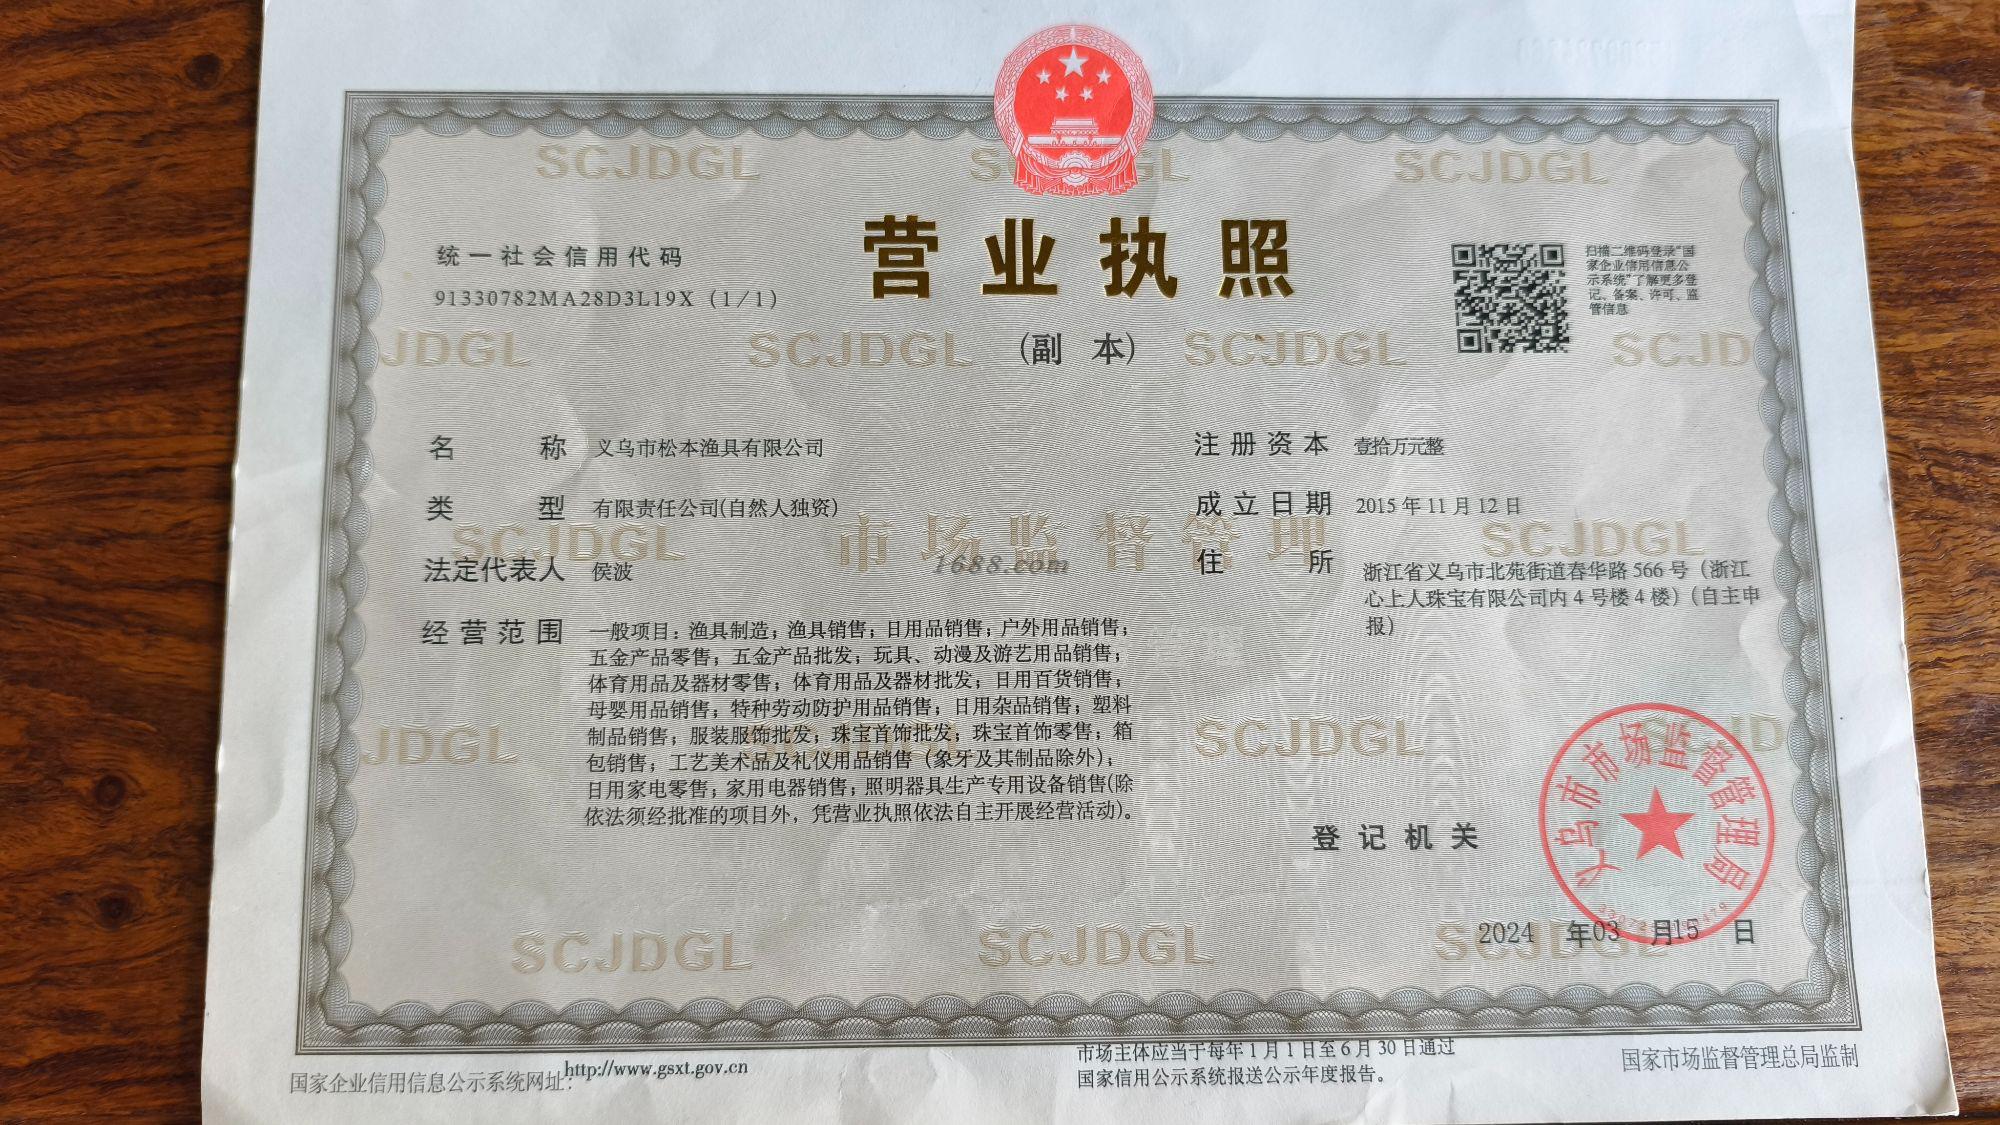 统一社会信用代码
91330782MA28D3L19X（1/1）
营业执照
(副 本)
扫描二维码登录“国
家企业信用信息公
示系统”了解更多登
记、备案、许可、监
管信息
名 称 义乌市松本渔具有限公司
类 型 有限责任公司(自然人独资)
法定代表人 侯波
经营范围 一般项目：渔具制造；渔具销售；日用品销售；户外用品销售；
五金产品零售；五金产品批发；玩具、动漫及游艺用品销售；
体育用品及器材零售；体育用品及器材批发；日用百货销售；
母婴用品销售；特种劳动防护用品销售；日用杂品销售；塑料
制品销售；服装服饰批发；珠宝首饰批发；珠宝首饰零售；箱
包销售；工艺美术品及礼仪用品销售（象牙及其制品除外）；
日用家电零售；家用电器销售；照明器具生产专用设备销售(除
依法须经批准的项目外，凭营业执照依法自主开展经营活动)。
注册资本 壹拾万元整
成立日期 2015年11月12日
住 所 浙江省义乌市北苑街道春华路566号（浙江
心上人珠宝有限公司内4号楼4楼）（自主申
报）
登记机关
义乌市市场监督管理局
2024 年03 月15 日
SCJDGL SCJDGL
JDGL SCJDGL SCJDGL SCJD
SCJDGL 市场监督管理 SCJDGL
1688.com
JDGL SCJDGL
SCJDGL SCJDGL SCJDGL
国家企业信用信息公示系统网址：http://www.gsxt.gov.cn
市场主体应当于每年1月1日至6月30日通过
国家信用公示系统报送公示年度报告。
国家市场监督管理总局监制